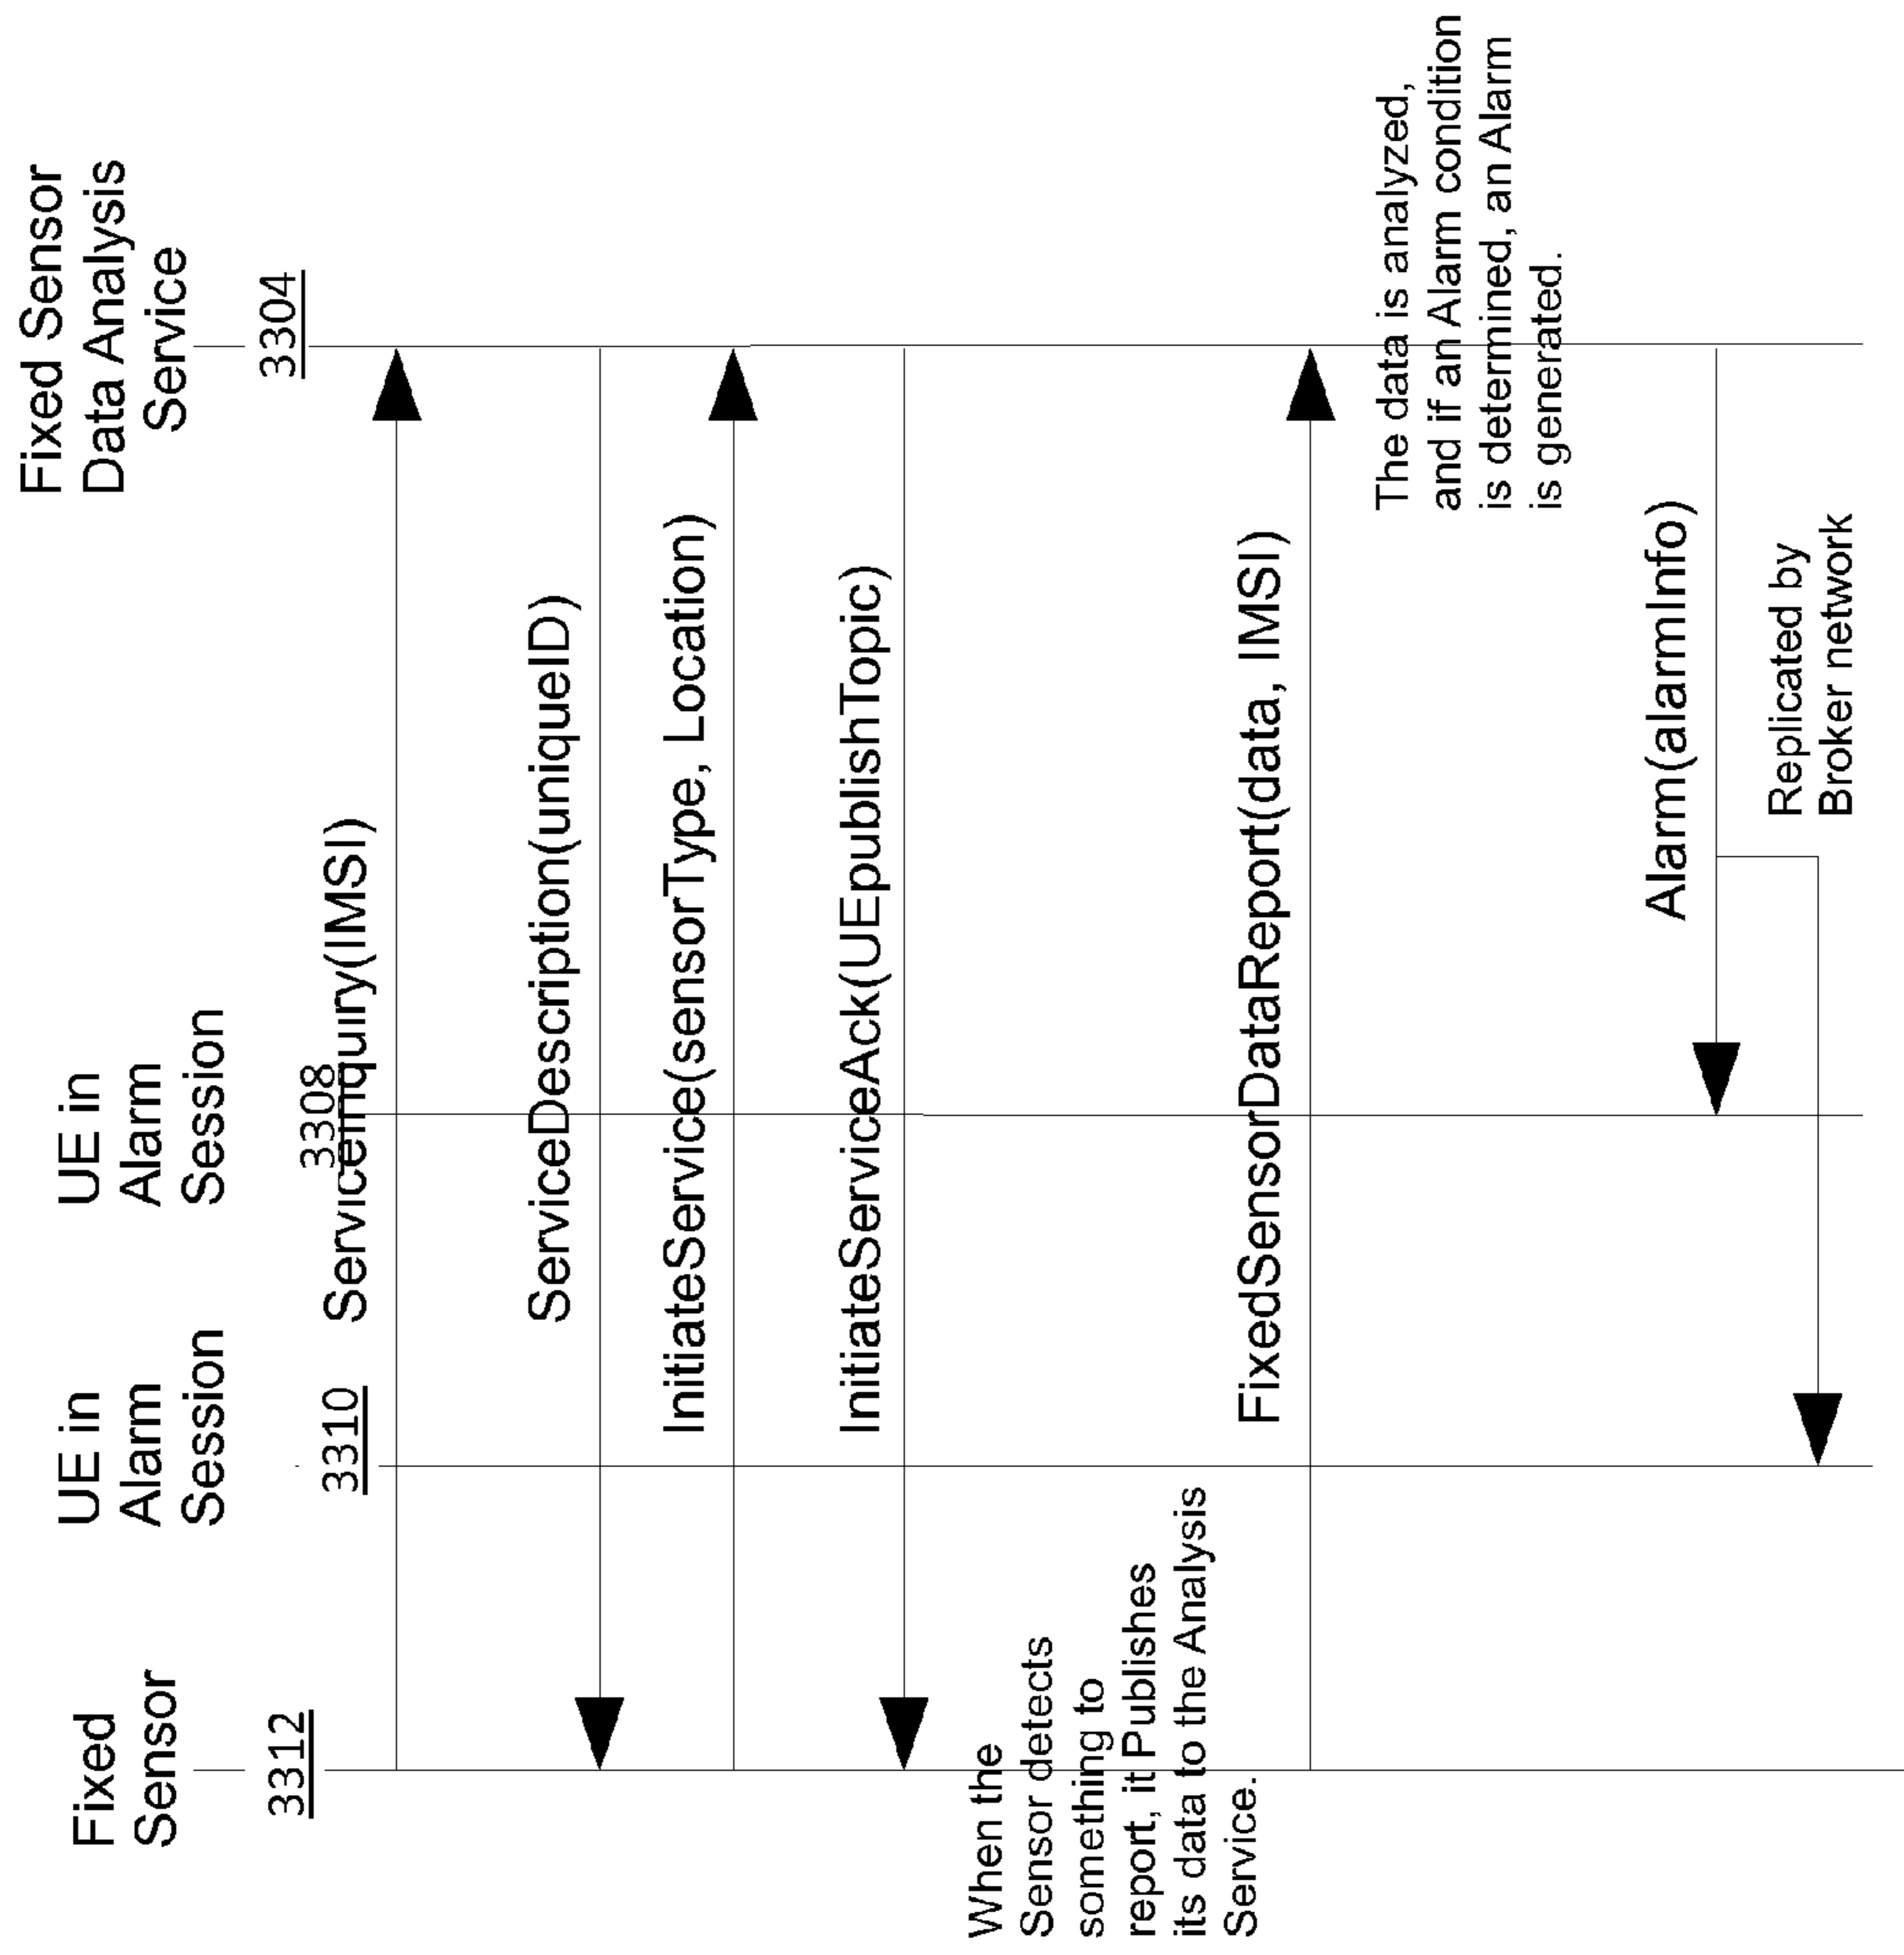 Fixed
Sensor
3312
UE in
Alarm
Session
3310
UE in
Alarm
Session
3308
Fixed Sensor
Data Analysis
Service
3304
ServiceInquiry(IMSI)
ServiceDescription(uniqueID)
InitiateService(sensorType, Location)
InitiateServiceAck(UEpublishTopic)
When the
Sensor detects
something to
report, it Publishes
its data to the Analysis
Service.
FixedSensorDataReport(data, IMSI)
The data is analyzed,
and if an Alarm condition
is determined, an Alarm
is generated.
Alarm(alarmInfo)
Replicated by
Broker network